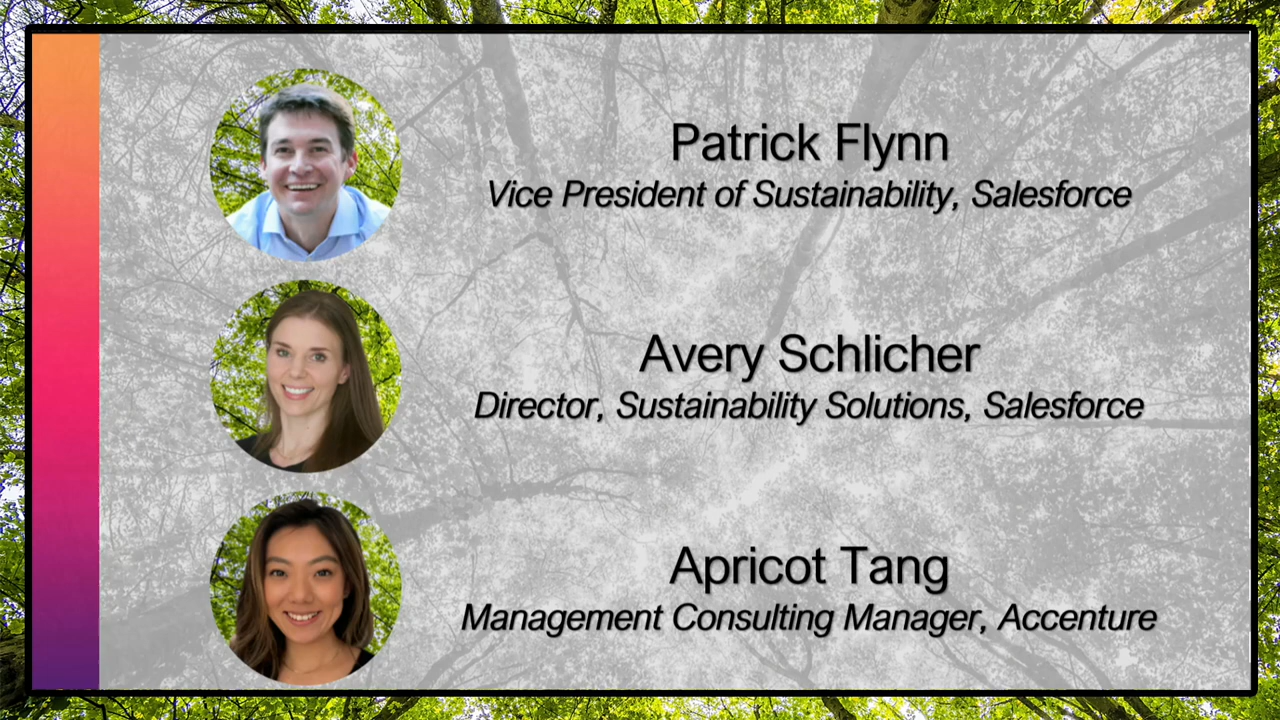 Patrick Flynn
Vice President of Sustainability, Salesforce
Avery Schlicher
Director, Sustainability Solutions, Salesforce
Apricot Tang
Management Consulting Manager, Accenture